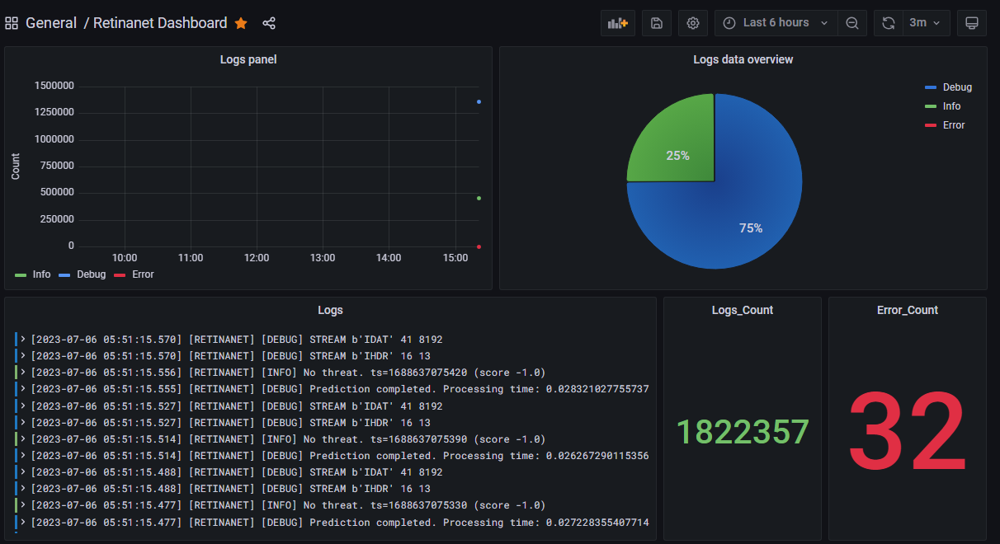 General / Retinanet Dashboard
Last 6 hours
3m
Logs panel
1500000
1250000
1000000
750000
500000
250000
0
Count
10:00 11:00 12:00 13:00 14:00 15:00
Info Debug Error
Logs data overview
Debug
Info
Error
25%
75%
Logs
[2023-07-06 05:51:15.570] [RETINANET] [DEBUG] STREAM b'IDAT' 41 8192
[2023-07-06 05:51:15.570] [RETINANET] [DEBUG] STREAM b'IHDR' 16 13
[2023-07-06 05:51:15.556] [RETINANET] [INFO] No threat. ts=1688637075420 (score -1.0)
[2023-07-06 05:51:15.555] [RETINANET] [DEBUG] Prediction completed. Processing time: 0.028321027755737
[2023-07-06 05:51:15.527] [RETINANET] [DEBUG] STREAM b'IDAT' 41 8192
[2023-07-06 05:51:15.527] [RETINANET] [DEBUG] STREAM b'IHDR' 16 13
[2023-07-06 05:51:15.514] [RETINANET] [INFO] No threat. ts=1688637075390 (score -1.0)
[2023-07-06 05:51:15.514] [RETINANET] [DEBUG] Prediction completed. Processing time: 0.026267290115356
[2023-07-06 05:51:15.488] [RETINANET] [DEBUG] STREAM b'IDAT' 41 8192
[2023-07-06 05:51:15.488] [RETINANET] [DEBUG] STREAM b'IHDR' 16 13
[2023-07-06 05:51:15.477] [RETINANET] [INFO] No threat. ts=1688637075330 (score -1.0)
[2023-07-06 05:51:15.477] [RETINANET] [DEBUG] Prediction completed. Processing time: 0.027228355407714
Logs_Count
1822357
Error_Count
32